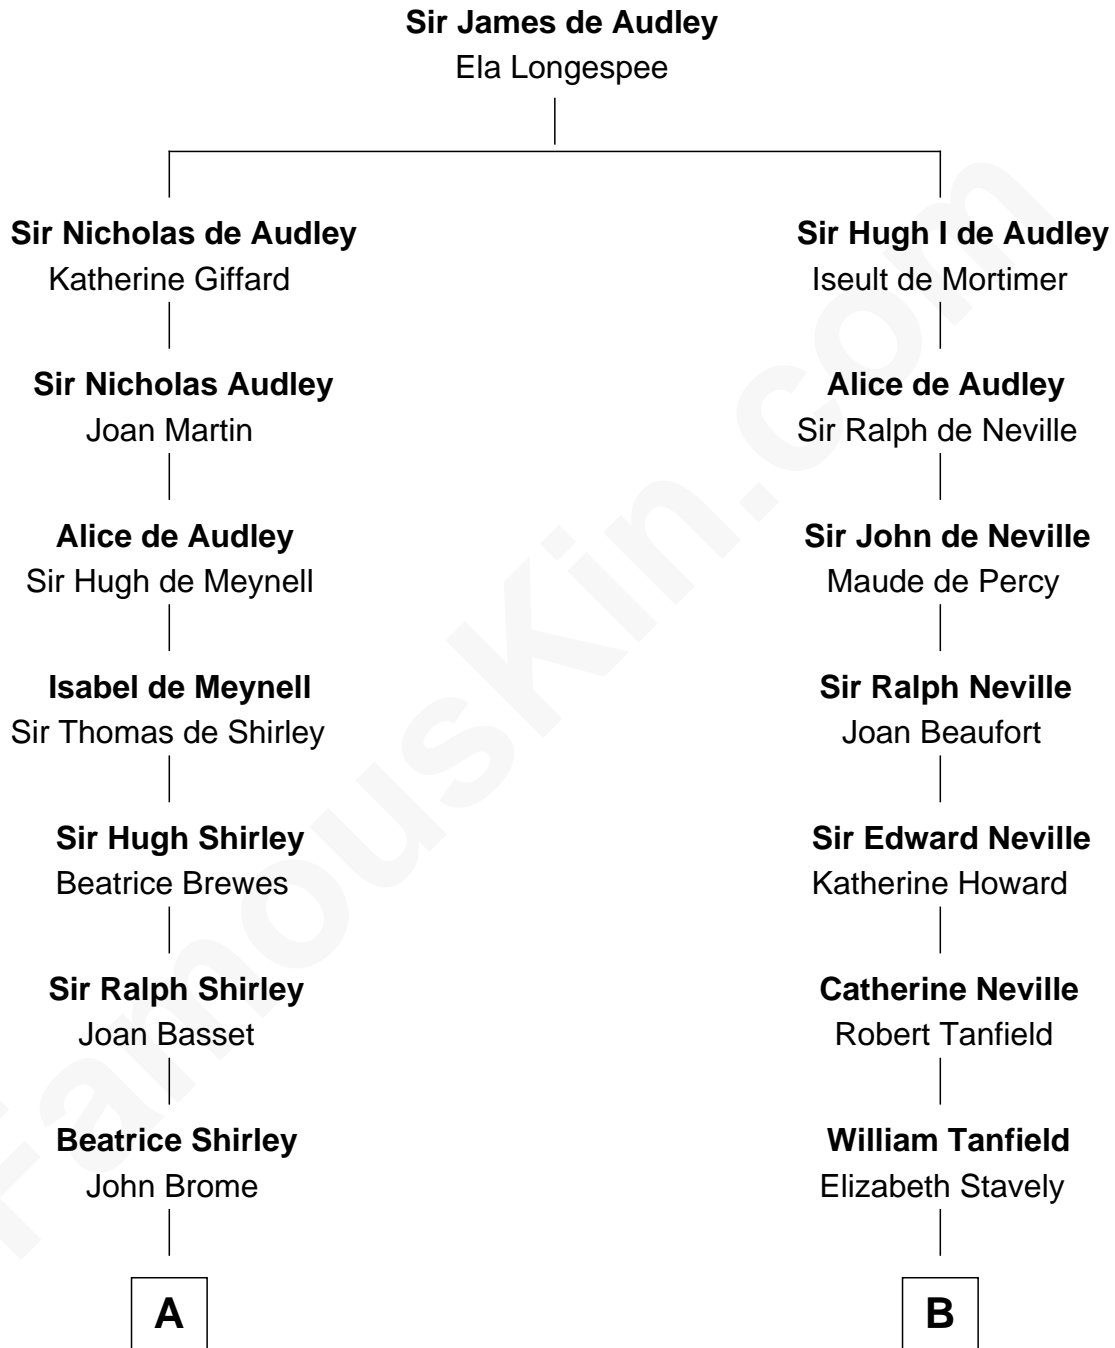 Sir James de Audley
Ela Longespee
Sir Nicholas de Audley
Katherine Giffard
Sir Hugh I de Audley
Iseult de Mortimer
Sir Nicholas Audley
Joan Martin
Alice de Audley
Sir Ralph de Neville
Alice de Audley
Sir Hugh de Meynell
Sir John de Neville
Maude de Percy
Isabel de Meynell
Sir Thomas de Shirley
Sir Ralph Neville
Joan Beaufort
Sir Hugh Shirley
Beatrice Brewes
Sir Edward Neville
Katherine Howard
Sir Ralph Shirley
Joan Basset
Catherine Neville
Robert Tanfield
Beatrice Shirley
John Brome
William Tanfield
Elizabeth Stavely
A
B
FamousKin.com